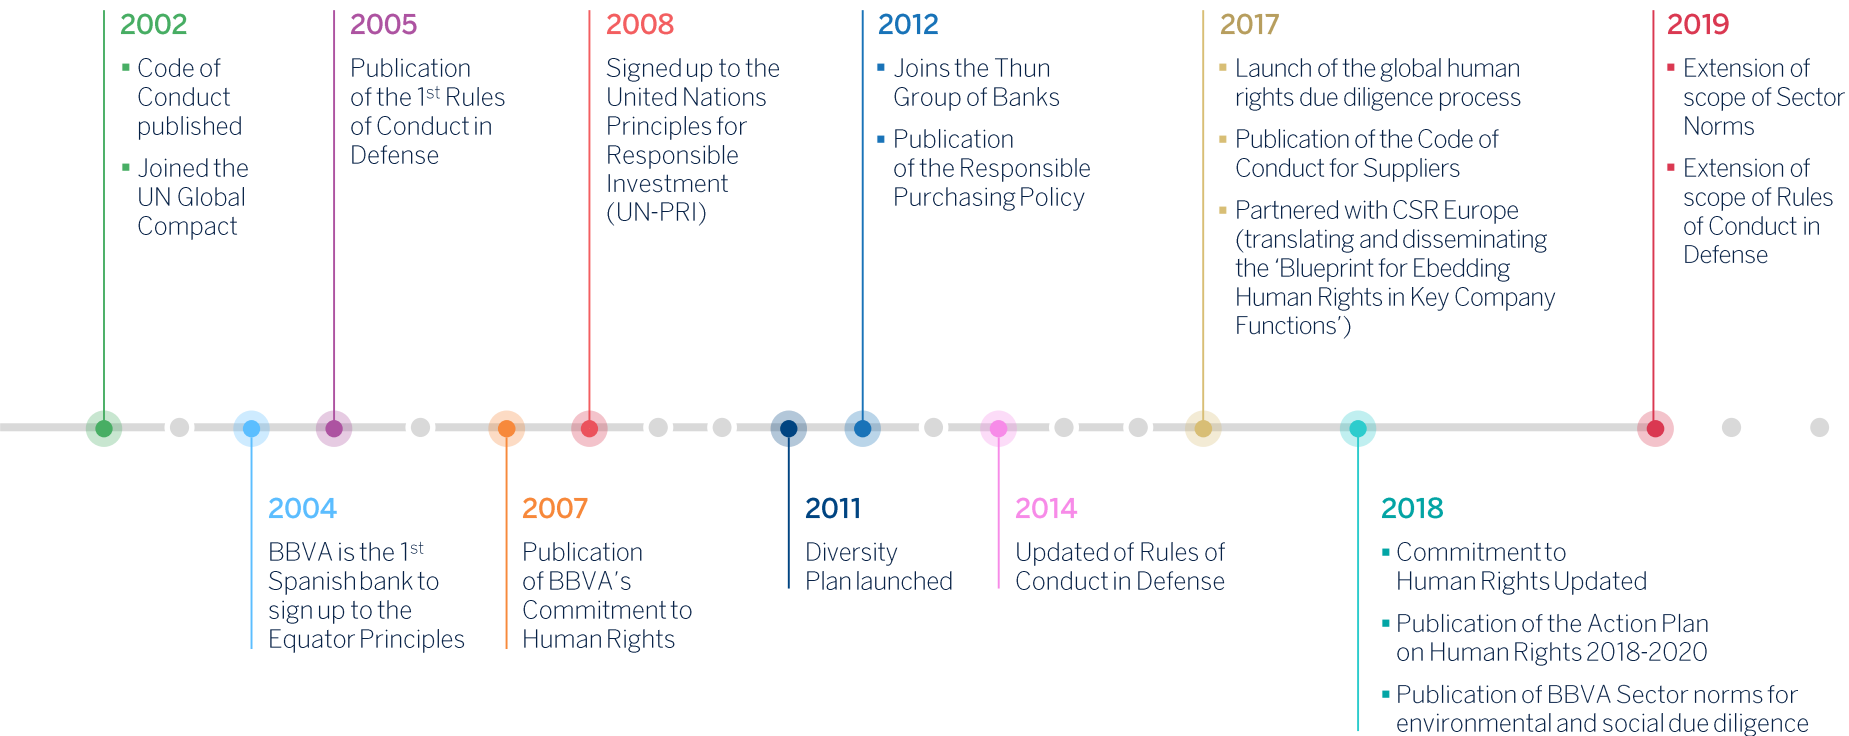 2002
▪ Code of
Conduct
published
▪ Joined the
UN Global
Compact
2005
Publication
of the 1st Rules
of Conduct in
Defense
2008
Signed up to the
United Nations
Principles for
Responsible
Investment
(UN-PRI)
2012
▪ Joins the Thun
Group of Banks
▪ Publication
of the Responsible
Purchasing Policy
2017
▪ Launch of the global human
rights due diligence process
▪ Publication of the Code of
Conduct for Suppliers
▪ Partnered with CSR Europe
(translating and disseminating
the ‘Blueprint for Ebedding
Human Rights in Key Company
Functions’)
2019
▪ Extension of
scope of Sector
Norms
▪ Extension of
scope of Rules
of Conduct in
Defense
2004
BBVA is the 1st
Spanish bank to
sign up to the
Equator Principles
2007
Publication
of BBVA’s
Commitment to
Human Rights
2011
Diversity
Plan launched
2014
Updated of Rules of
Conduct in Defense
2018
▪ Commitment to
Human Rights Updated
▪ Publication of the Action Plan
on Human Rights 2018-2020
▪ Publication of BBVA Sector norms for
environmental and social due diligence